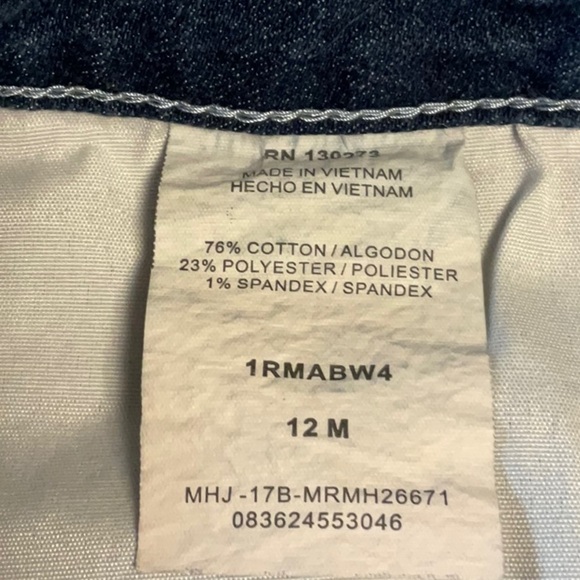 RN 130273
MADE IN VIETNAM
HECHO EN VIETNAM
76% COTTON / ALGODON
23% POLYESTER / POLIESTER
1% SPANDEX / SPANDEX
1RMABW4
12 M
MHJ -17B-MRMH26671
083624553046